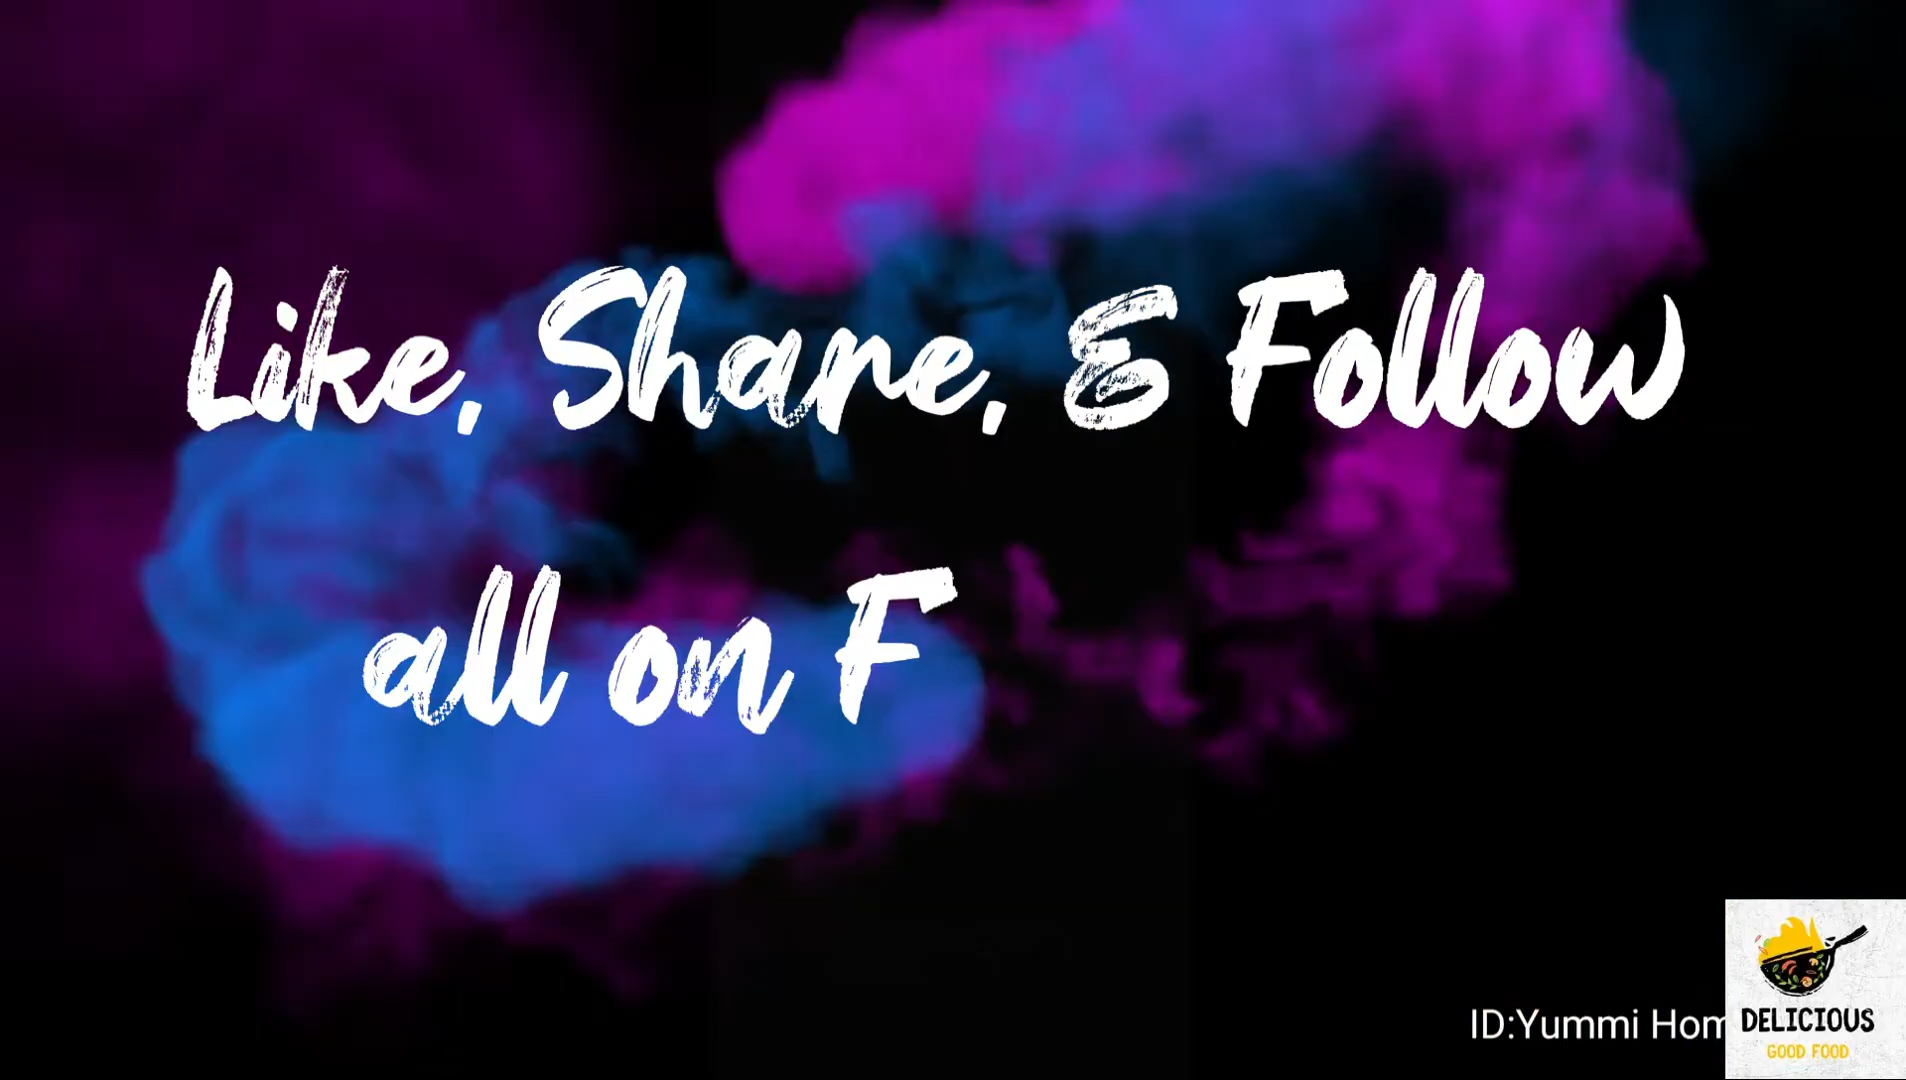 Like, Share, & Follow
all on F
ID:Yummi Hom
DELICIOUS
GOOD FOOD